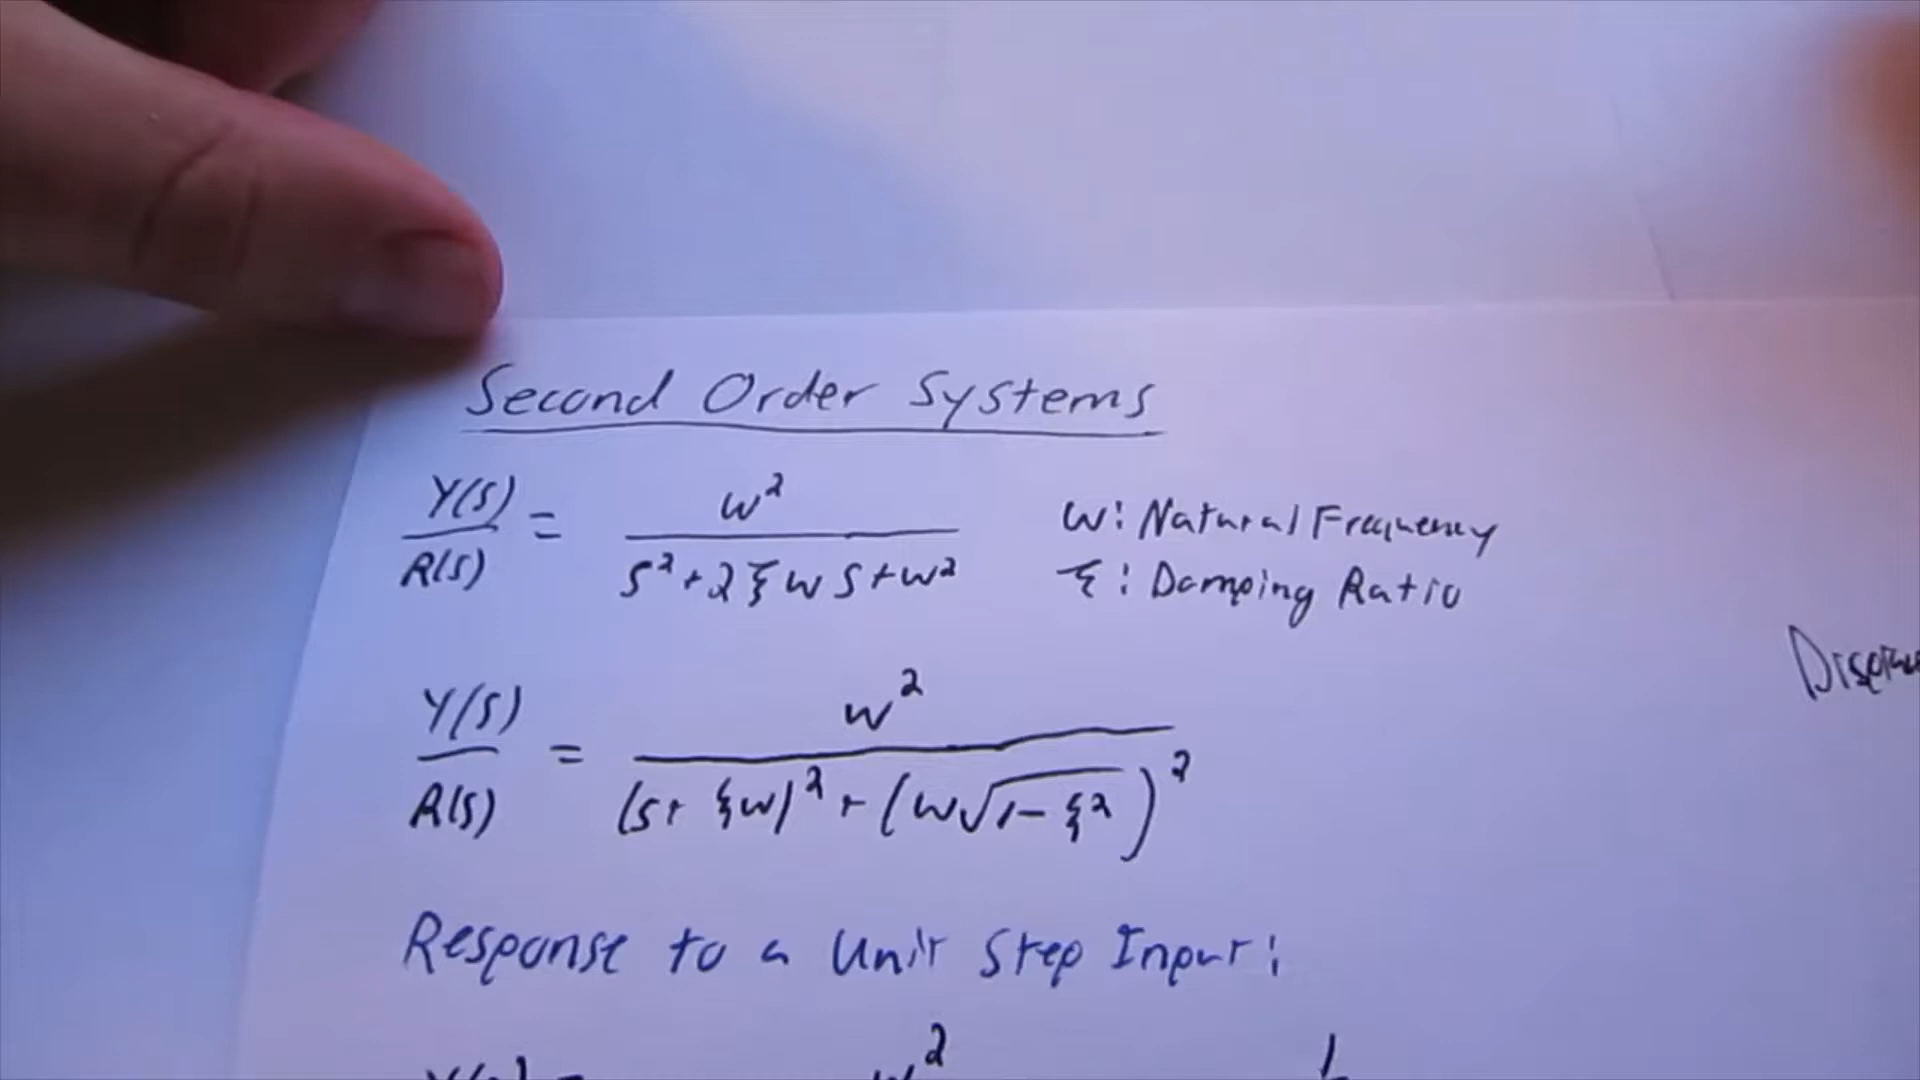 Second Order Systems
Y(s)/R(s) = w²/(s²+2ξws+w²)
w: Natural Frequency
ξ: Damping Ratio
Y(s)/R(s) = w²/((s+ξw)²+(w√(1-ξ²))²)
Response to a Unit Step Input:
w²